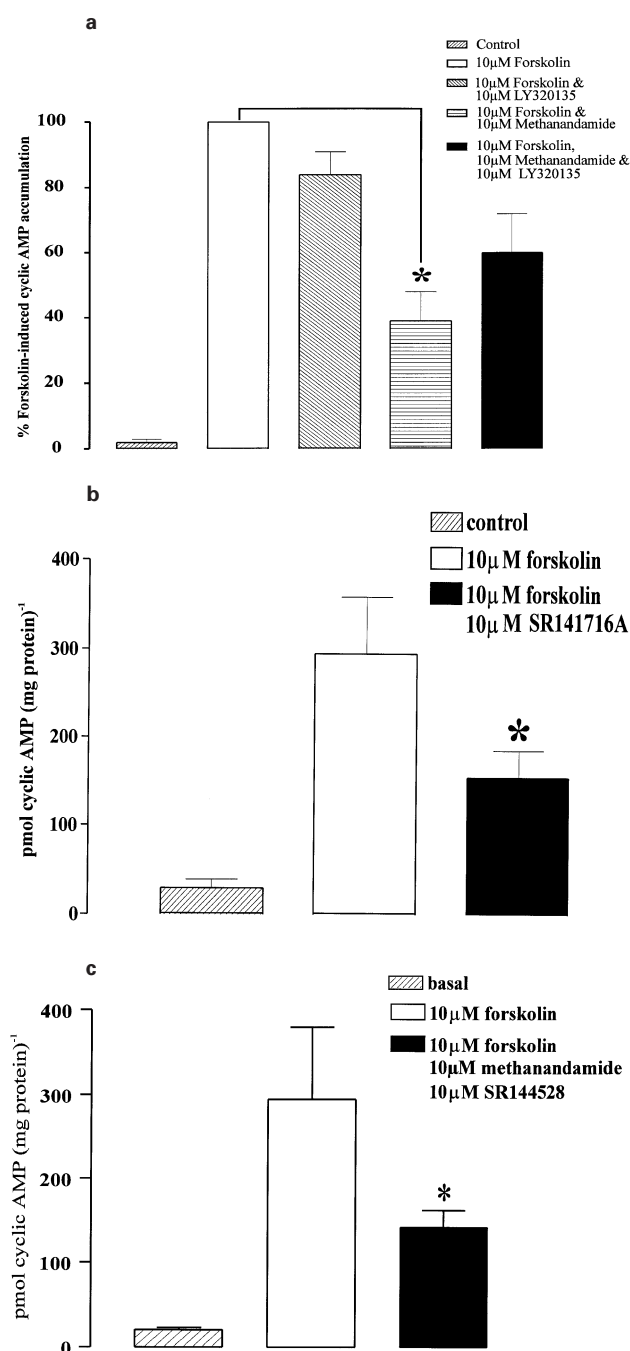 a
Control
10µM Forskolin
10µM Forskolin &
10µM LY320135
10µM Forskolin &
10µM Methanandamide
10µM Forskolin,
10µM Methanandamide &
10µM LY320135
% Forskolin-induced cyclic AMP accumulation
100
80
60
40
20
0
*
b
control
10µM forskolin
10µM forskolin
10µM SR141716A
pmol cyclic AMP (mg protein)⁻¹
400
300
200
100
0
*
c
basal
10µM forskolin
10µM forskolin
10µM methanandamide
10µM SR144528
pmol cyclic AMP (mg protein)⁻¹
400
300
200
100
0
*